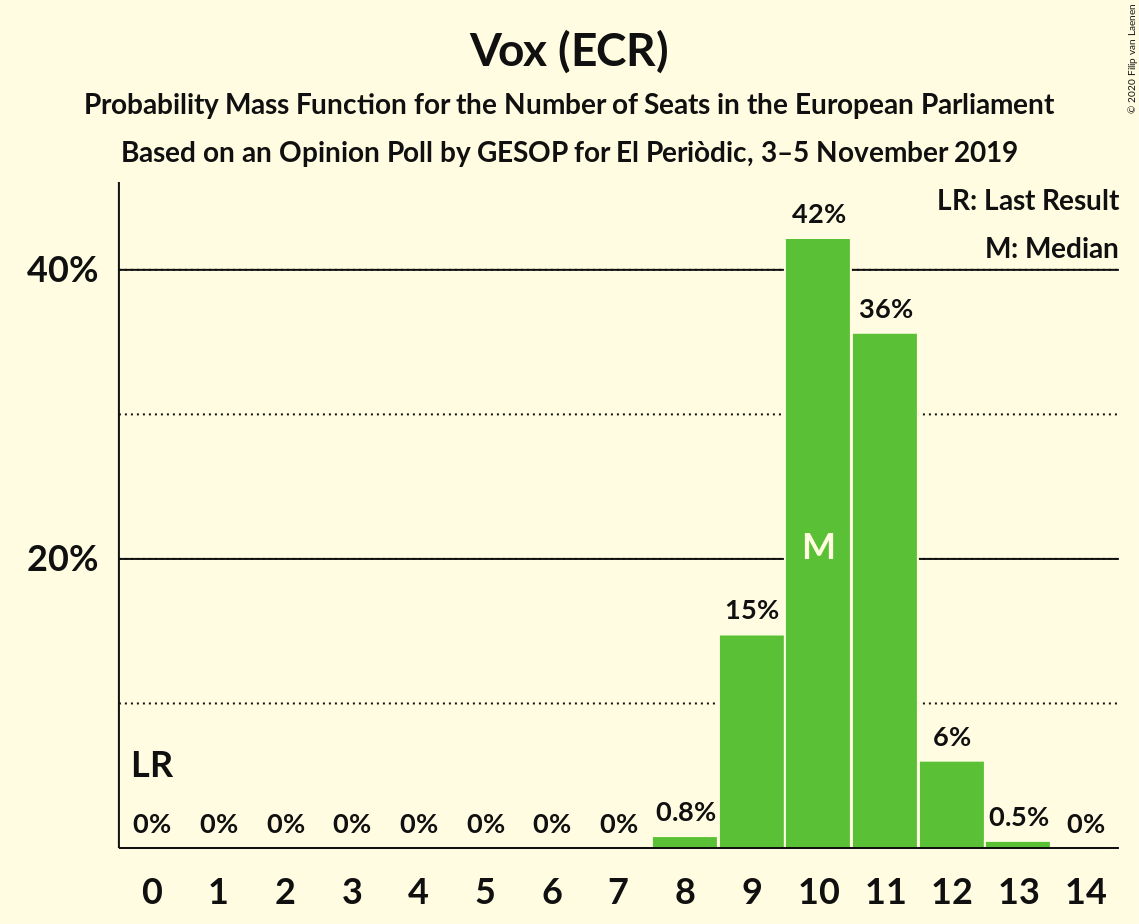 Vox (ECR)
Probability Mass Function for the Number of Seats in the European Parliament
Based on an Opinion Poll by GESOP for El Periòdic, 3–5 November 2019
© 2020 Filip van Laenen
LR: Last Result
M: Median
42%
40%
36%
M
20%
15%
6%
LR
0% 0% 0% 0% 0% 0% 0% 0% 0.8% 0.5% 0%
0 1 2 3 4 5 6 7 8 9 10 11 12 13 14